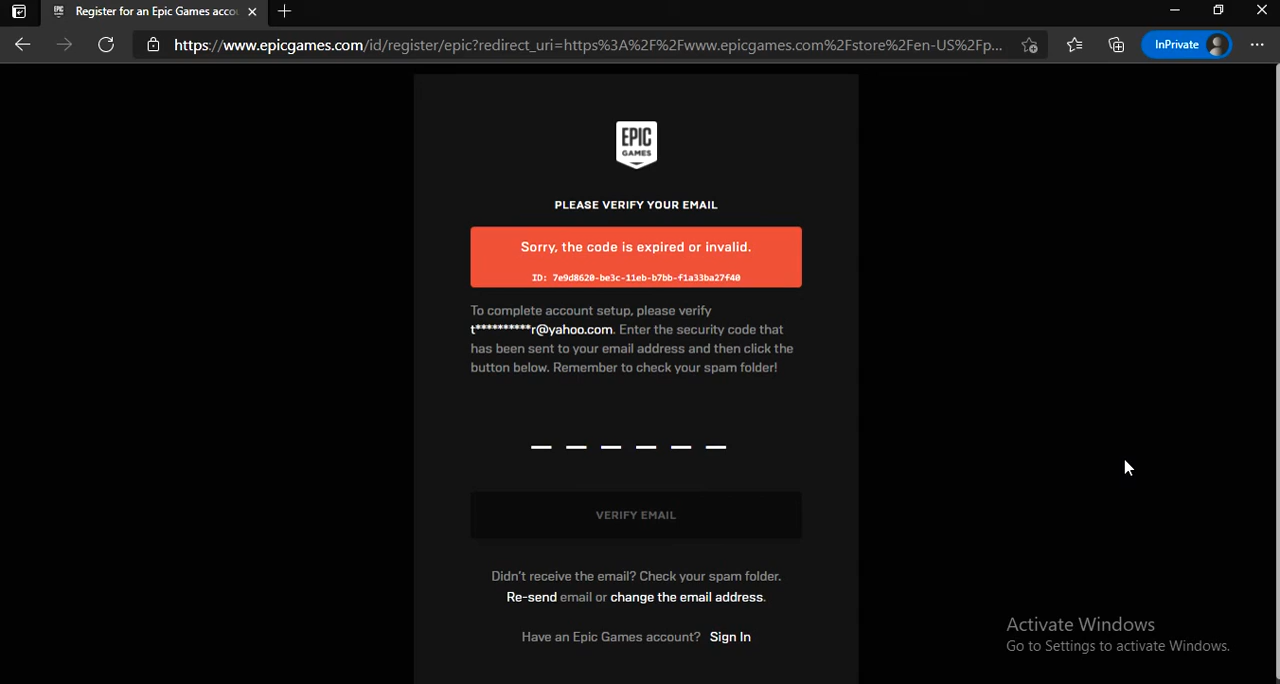 Register for an Epic Games acco
https://www.epicgames.com/id/register/epic?redirect_uri=https%3A%2F%2Fwww.epicgames.com%2Fstore%2Fen-US%2Fp...
InPrivate
EPIC
GAMES
PLEASE VERIFY YOUR EMAIL
Sorry, the code is expired or invalid.
ID: 7e9d8620-be3c-11eb-b7bb-f1a33ba27f40
To complete account setup, please verify
t**********r@yahoo.com. Enter the security code that
has been sent to your email address and then click the
button below. Remember to check your spam folder!
VERIFY EMAIL
Didn't receive the email? Check your spam folder.
Re-send email or change the email address.
Have an Epic Games account? Sign In
Activate Windows
Go to Settings to activate Windows.